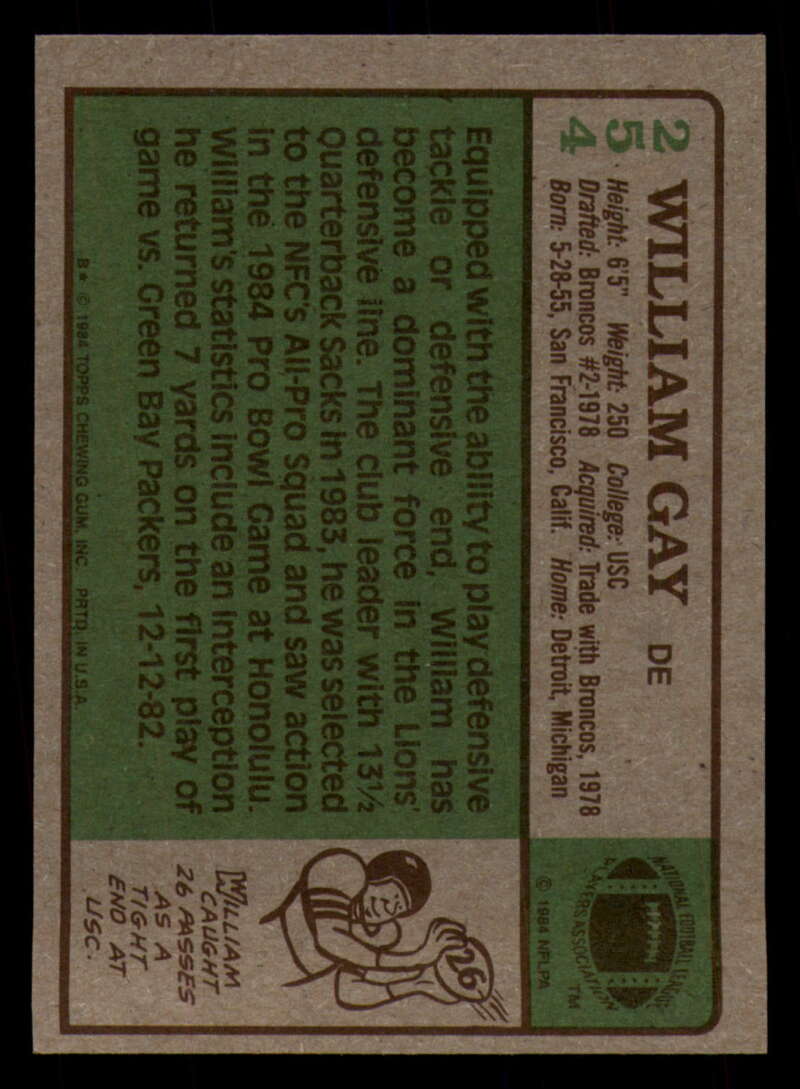 254
WILLIAM GAY DE
Height: 6'5" Weight: 250 College: USC
Drafted: Broncos #2-1978 Acquired: Trade with Broncos, 1978
Born: 5-28-55, San Francisco, Calif. Home: Detroit, Michigan
Equipped with the ability to play defensive
tackle or defensive end, William has
become a dominant force in the Lions'
defensive line. The club leader with 13½
Quarterback Sacks in 1983, he was selected
to the NFC's All-Pro Squad and saw action
in the 1984 Pro Bowl Game at Honolulu.
William's statistics include an interception
he returned 7 yards on the first play of
game vs. Green Bay Packers, 12-12-82.
B* © 1984 TOPPS CHEWING GUM, INC. PRTD. IN U.S.A.
NATIONAL FOOTBALL LEAGUE
PLAYERS ASSOCIATION
TM
© 1984 NFLPA
26
WILLIAM
CAUGHT
26 PASSES
AS A
TIGHT
END AT
USC.